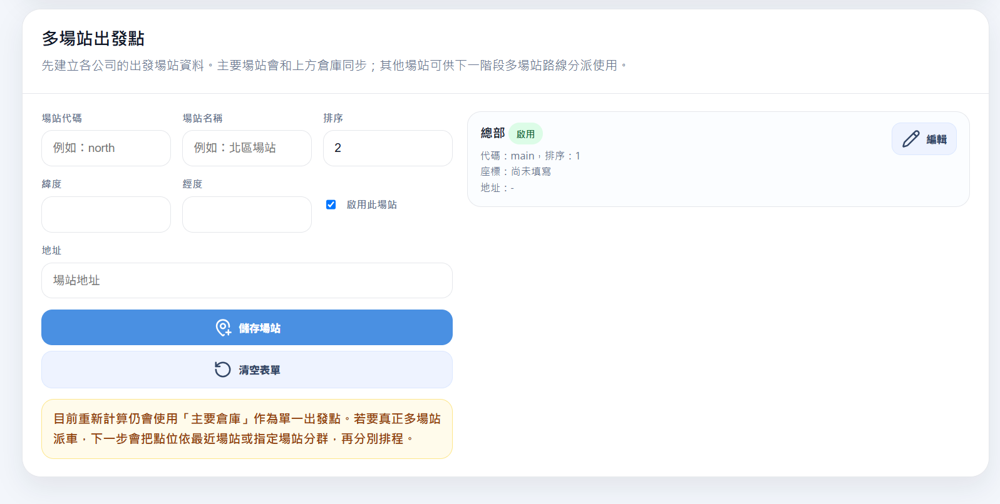 多場站出發點
先建立各公司的出發場站資料。主要場站會和上方倉庫同步；其他場站可供下一階段多場站路線分派使用。
場站代碼
場站名稱
排序
例如：north
例如：北區場站
2
緯度
經度
啟用此場站
地址
場站地址
儲存場站
清空表單
目前重新計算仍會使用「主要倉庫」作為單一出發點。若要真正多場站
派車，下一步會把點位依最近場站或指定場站分群，再分別排程。
總部 啟用
代碼：main，排序：1
座標：尚未填寫
地址：-
編輯